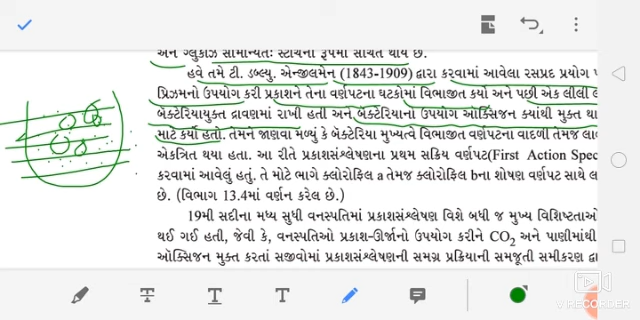 અને ગ્લુકોઝ સામાન્યતઃ સ્ટાર્ચના રૂપમાં સંચિત થાય છે.
હવે તમે ટી. ડબ્લ્યુ. એન્જીલમેન (1843-1909) દ્વારા કરવામાં આવેલા રસપ્રદ પ્રયોગ
પ્રિઝમનો ઉપયોગ કરી પ્રકાશને તેના વર્ણપટના ઘટકોમાં વિભાજીત કર્યો અને પછી એક લીલી
બેક્ટેરિયાયુક્ત દ્રાવણમાં રાખી હતી અને બેક્ટેરિયાનો ઉપયોગ ઑક્સિજન ક્યાંથી મુક્ત
માટે કર્યો હતો. તેમને જાણવા મળ્યું કે બેક્ટેરિયા મુખ્યત્વે વિભાજીત વર્ણપટના વાદળી તેમજ
એકત્રિત થયા હતા. આ રીતે પ્રકાશસંશ્લેષણના પ્રથમ સક્રિય વર્ણપટ(First Action Spec
કરવામાં આવેલું હતું. તે મોટે ભાગે ક્લોરોફિલ a તેમજ ક્લોરોફિલ bના શોષણ વર્ણપટ સાથે
છે. (વિભાગ 13.4માં વર્ણન કરેલ છે.)
19મી સદીના મધ્ય સુધી વનસ્પતિમાં પ્રકાશસંશ્લેષણ વિશે બધી જ મુખ્ય વિશિષ્ટતાઓ
થઈ ગઈ હતી, જેવી કે, વનસ્પતિઓ પ્રકાશ-ઊર્જાનો ઉપયોગ કરીને CO2 અને પાણીમાંથી
ઑક્સિજન મુક્ત કરતાં સજીવોમાં પ્રકાશસંશ્લેષણની સમગ્ર પ્રક્રિયાની સમજૂતી સમીકરણ
RECORDER